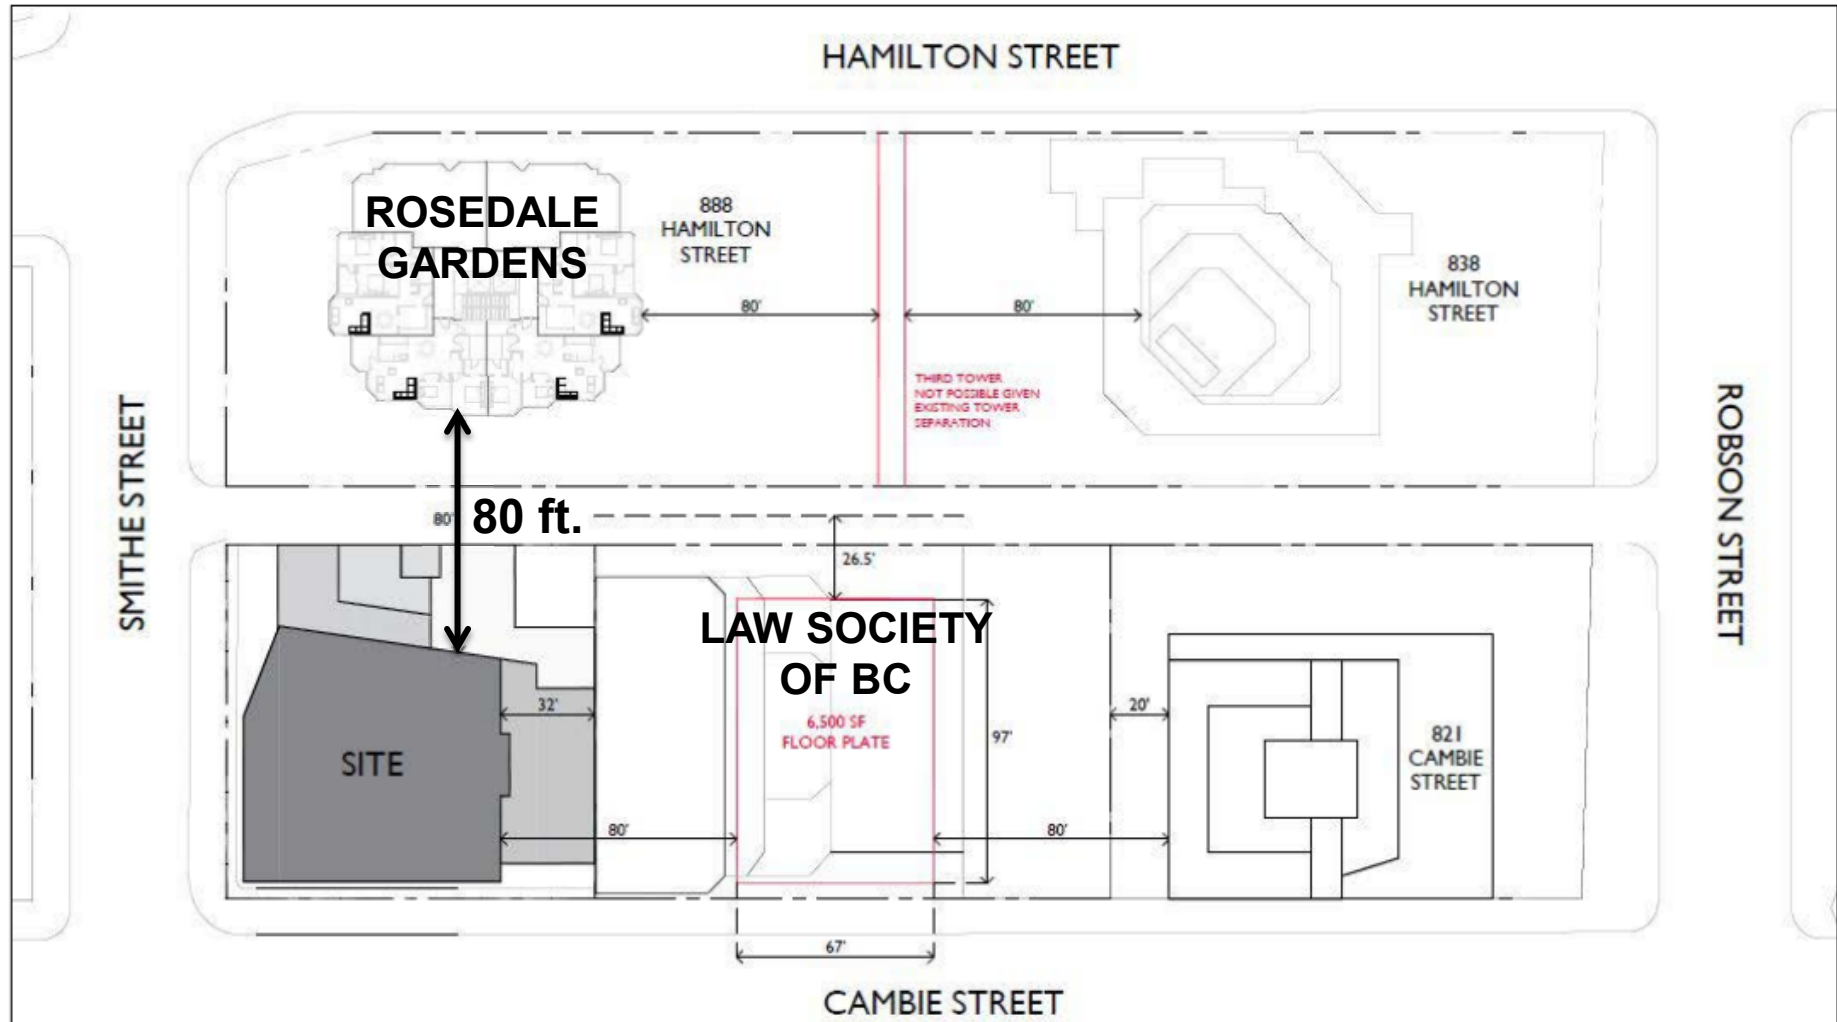 HAMILTON STREET
ROSEDALE
GARDENS
888
HAMILTON
STREET
838
HAMILTON
STREET
80'
80'
THIRD TOWER
NOT POSSIBLE GIVEN
EXISTING TOWER
SEPARATION
SMITHE STREET
ROBSON STREET
80'
80 ft.
26.5'
LAW SOCIETY
OF BC
6,500 SF
FLOOR PLATE
32'
97'
20'
SITE
821
CAMBIE
STREET
80'
80'
67'
CAMBIE STREET